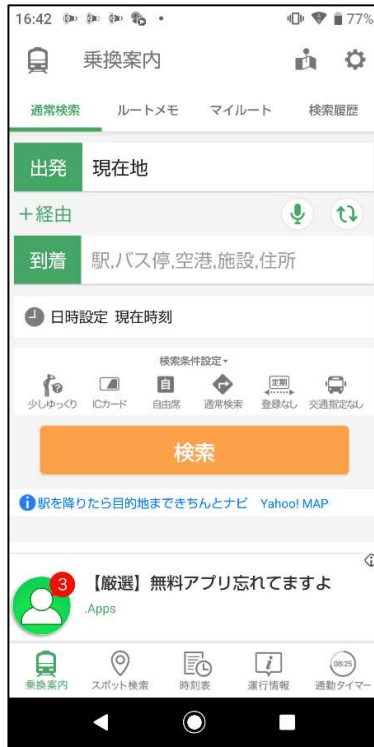 16:42 77%
乗換案内
通常検索 ルートメモ マイルート 検索履歴
出発 現在地
+経由
到着 駅,バス停,空港,施設,住所
日時設定 現在時刻
検索条件設定
少しゆっくり ICカード 自由席 通常検索 定期 登録なし 交通指定なし
検索
駅を降りたら目的地まできちんとナビ Yahoo! MAP
3 【厳選】無料アプリ忘れてますよ
.Apps
08:25
乗換案内 スポット検索 時刻表 運行情報 通勤タイマー